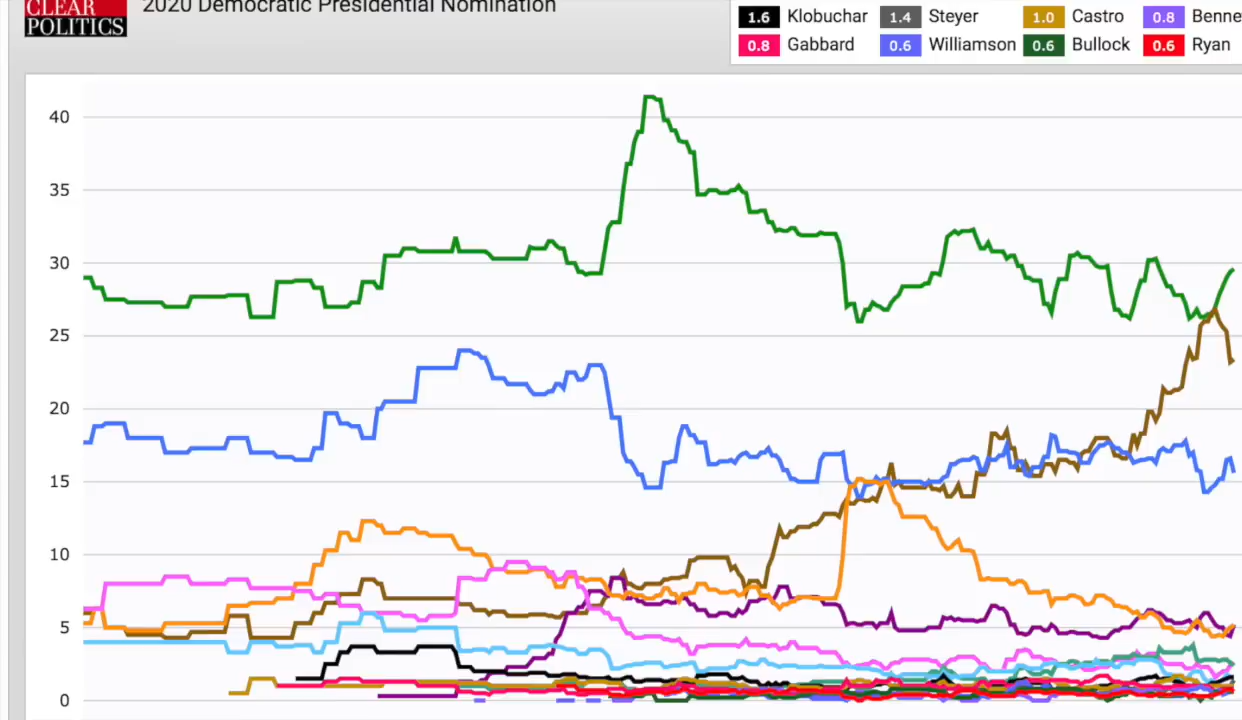 CLEAR
POLITICS
2020 Democratic Presidential Nomination
1.6 Klobuchar 1.4 Steyer 1.0 Castro 0.8 Benne
0.8 Gabbard 0.6 Williamson 0.6 Bullock 0.6 Ryan
40
35
30
25
20
15
10
5
0